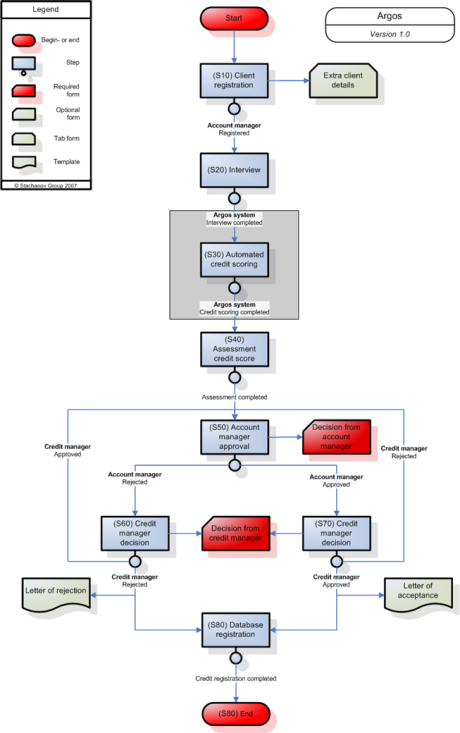 Legend
Begin- or end
Step
Required
form
Optional
form
Tab form
Template
© Stachanov Group 2007
Argos
Version 1.0
Start
(S10) Client
registration
Extra client
details
Account manager
Registered
(S20) Interview
Argos system
Interview completed
(S30) Automated
credit scoring
Argos system
Credit scoring completed
(S40)
Assessment
credit score
Assessment completed
(S50) Account
manager
approval
Decision from
account
manager
Credit manager
Approved
Credit manager
Rejected
Account manager
Rejected
Account manager
Approved
(S60) Credit
manager
decision
Decision from
credit manager
(S70) Credit
manager
decision
Credit manager
Rejected
Credit manager
Approved
Letter of rejection
Letter of
acceptance
(S80) Database
registration
Credit registration completed
(S80) End